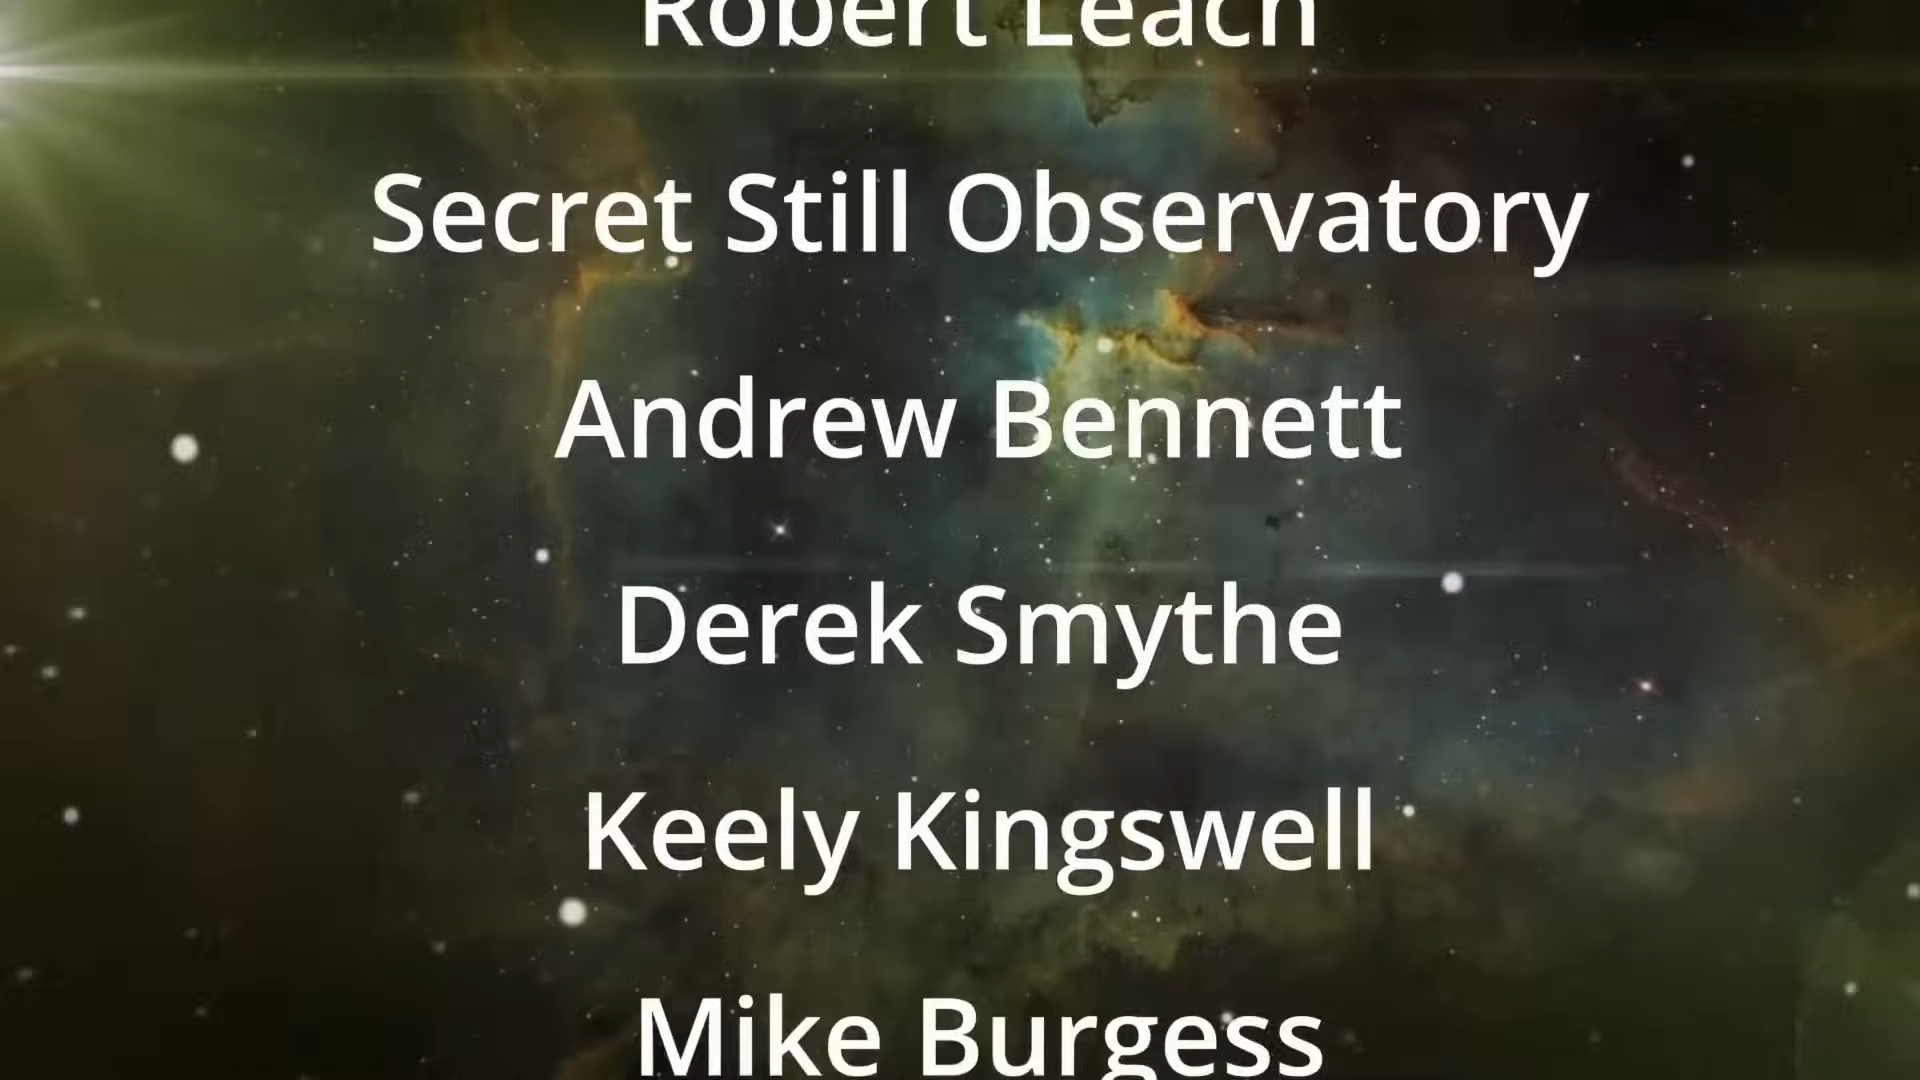 Robert Leach
Secret Still Observatory
Andrew Bennett
Derek Smythe
Keely Kingswell
Mike Burgess